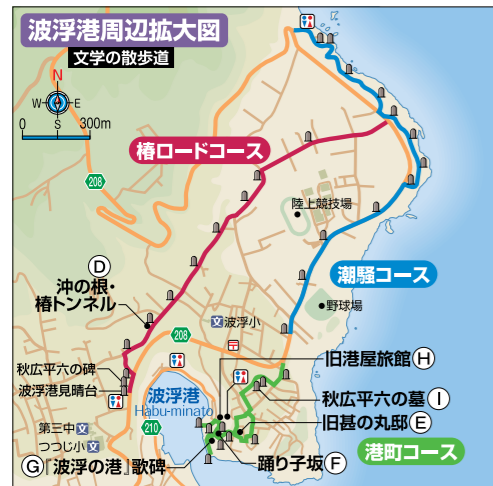 波浮港周辺拡大図
文学の散歩道
N
W E
S
0 300m
椿ロードコース
208
陸上競技場
D
沖の根・
椿トンネル
潮騒コース
野球場
208
文 波浮小
旧港屋旅館 H
秋広平六の碑
波浮港見晴台
波浮港
Habu-minato
秋広平六の墓 I
旧甚の丸邸 E
第三中 文
つつじ小 文
210
港町コース
G 『波浮の港』歌碑
踊り子坂 F